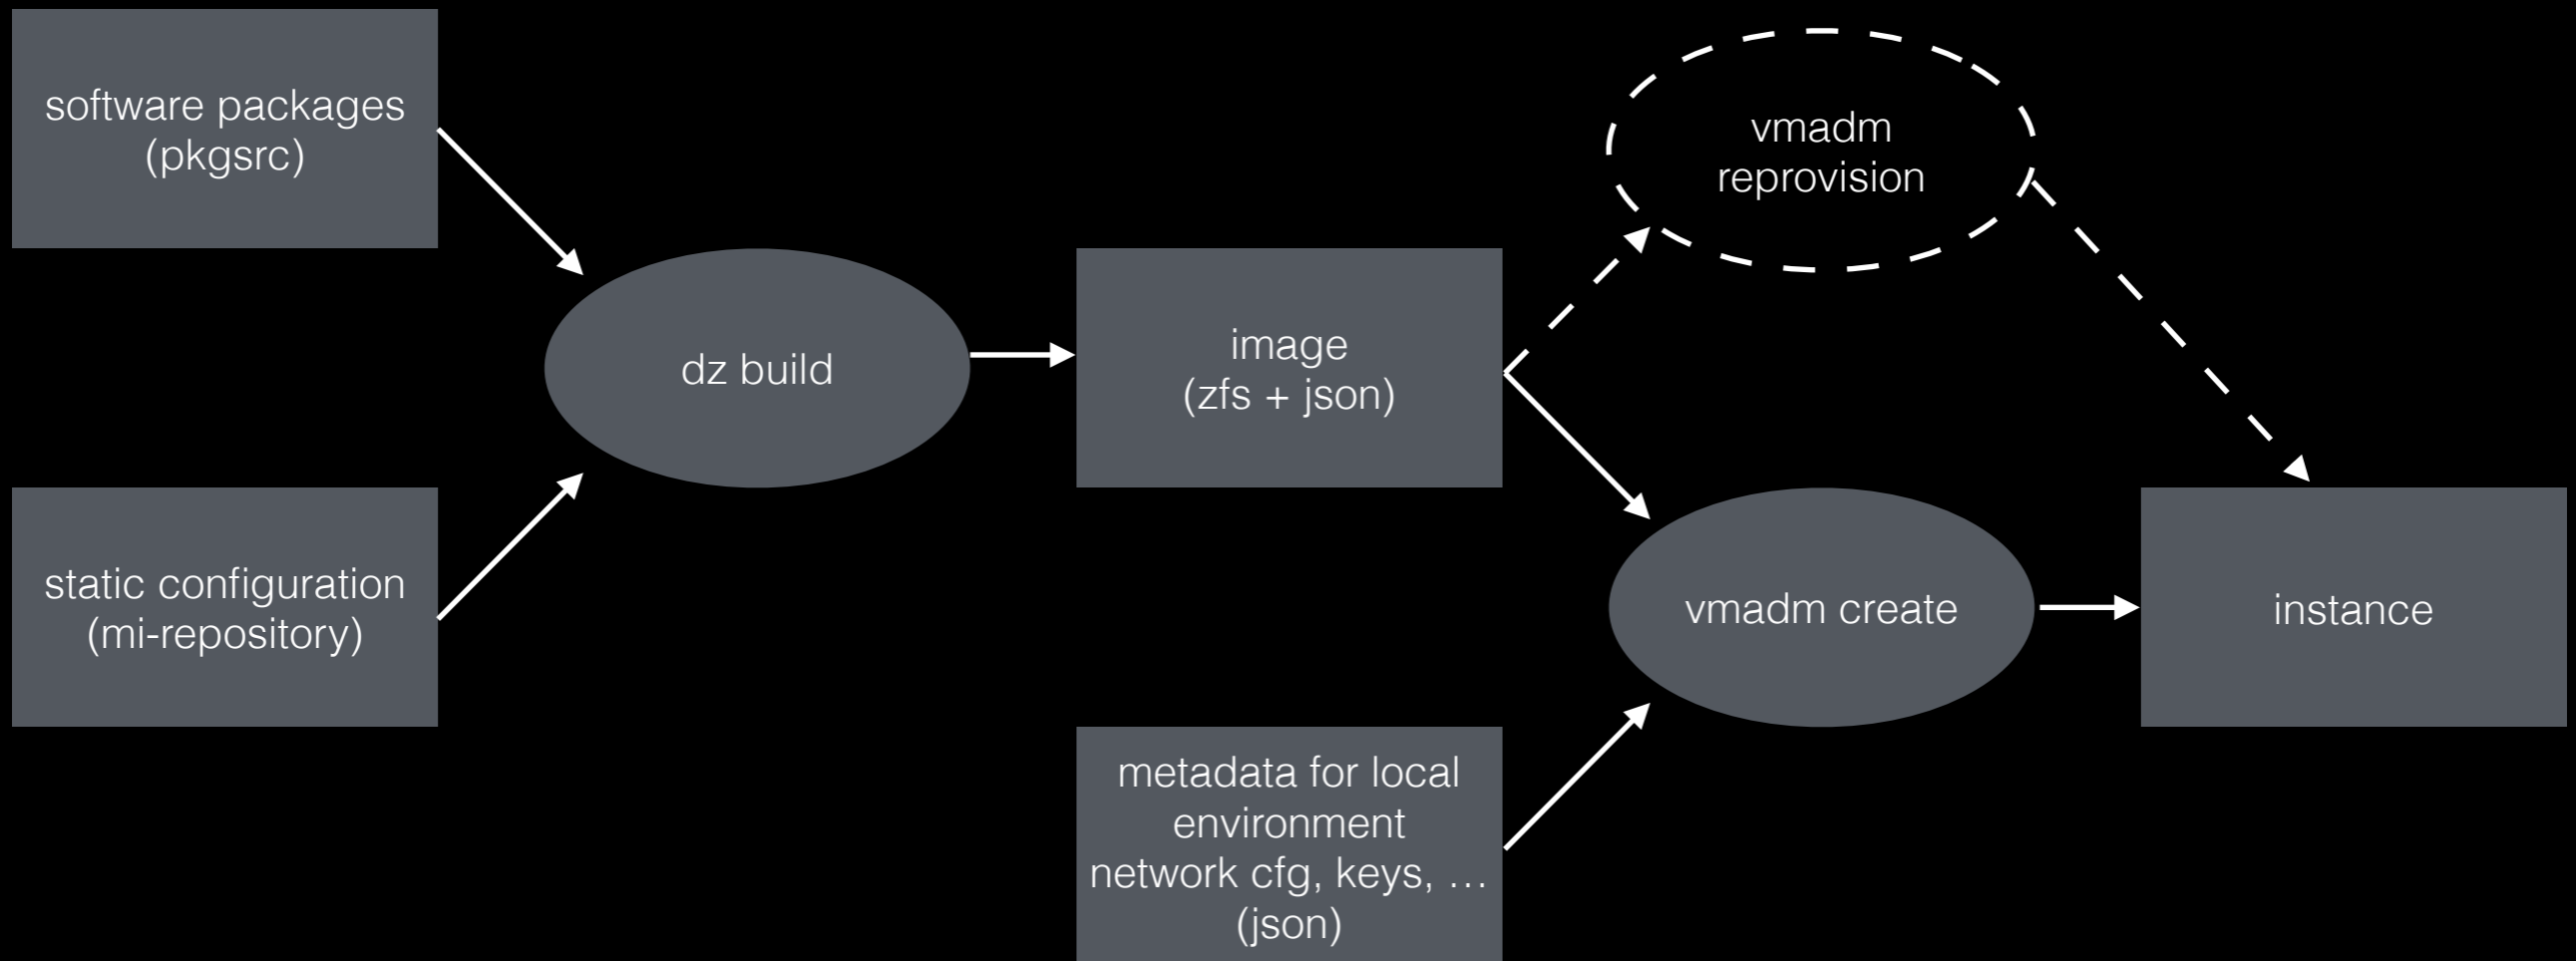 software packages
(pkgsrc)
static configuration
(mi-repository)
dz build
image
(zfs + json)
metadata for local
environment
network cfg, keys, …
(json)
vmadm
reprovision
vmadm create
instance